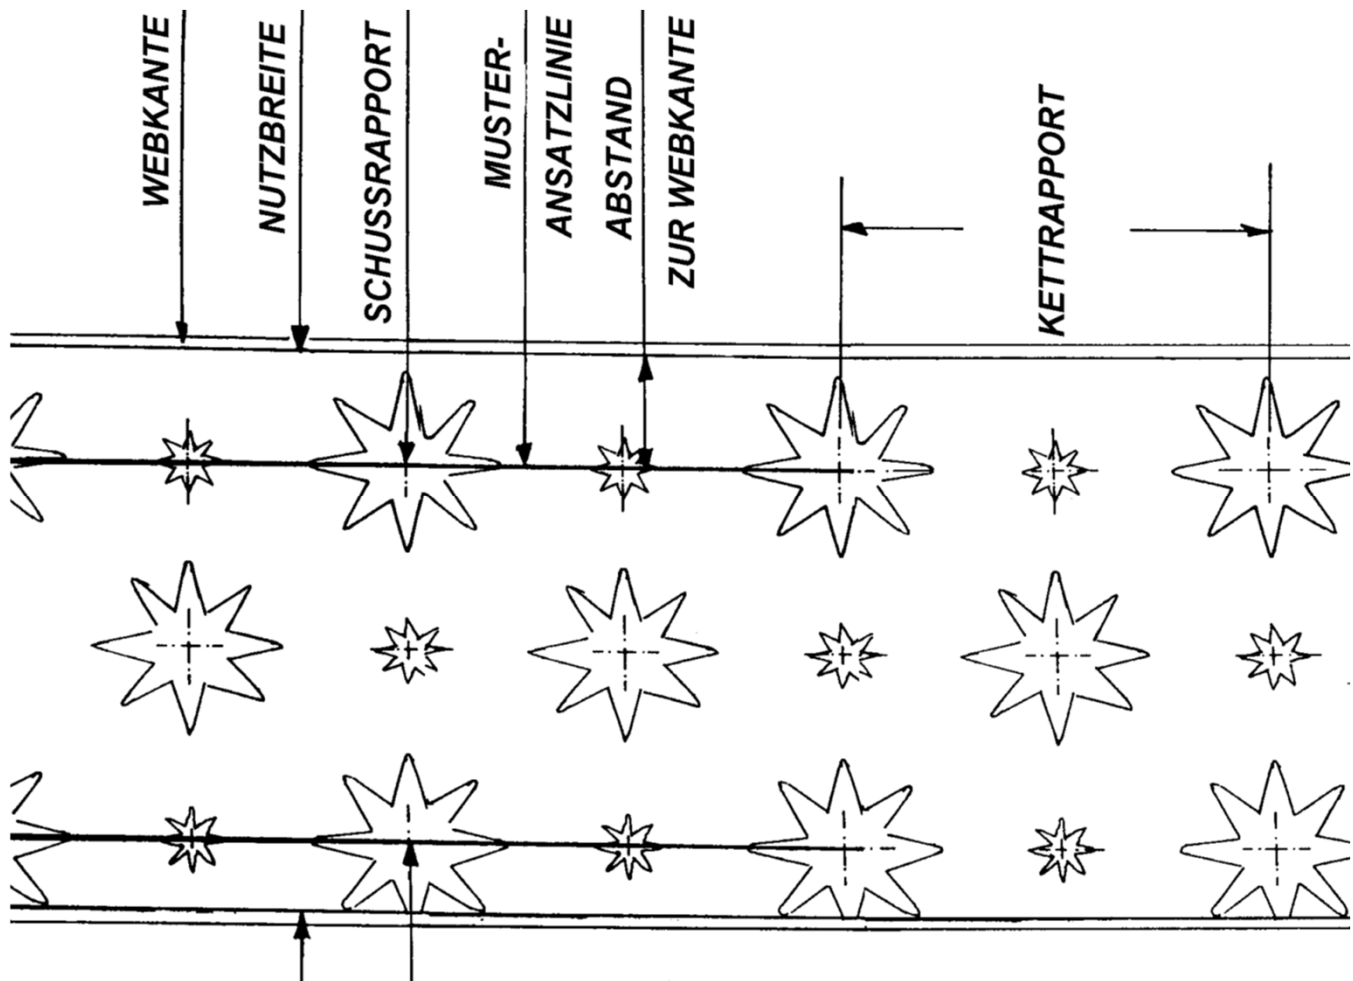 WEBKANTE
NUTZBREITE
SCHUSSRAPPORT
MUSTER-
ANSATZLINIE
ABSTAND
ZUR WEBKANTE
KETTRAPPORT